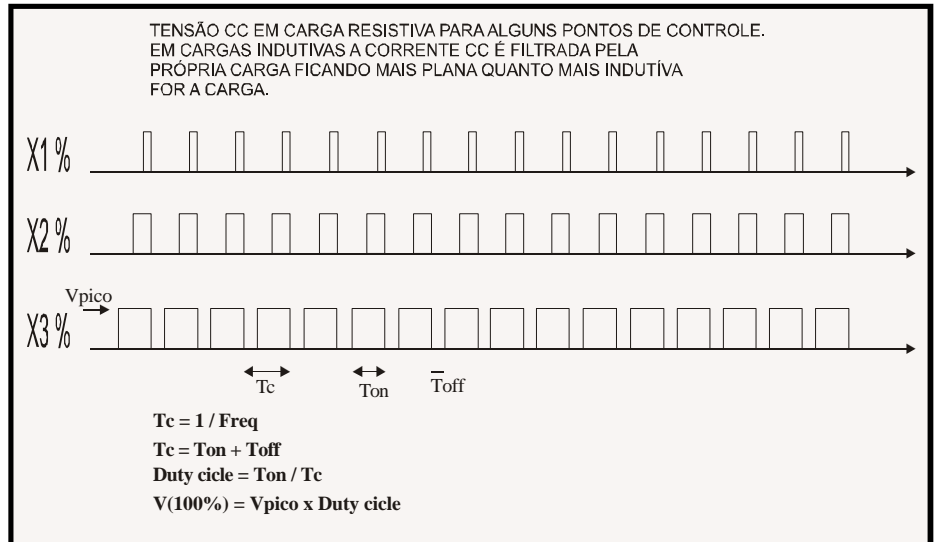 TENSÃO CC EM CARGA RESISTIVA PARA ALGUNS PONTOS DE CONTROLE.
EM CARGAS INDUTIVAS A CORRENTE CC É FILTRADA PELA
PRÓPRIA CARGA FICANDO MAIS PLANA QUANTO MAIS INDUTÍVA
FOR A CARGA.
X1 %
X2 %
Vpico
X3 %
Tc
Ton
Toff
Tc = 1 / Freq
Tc = Ton + Toff
Duty cicle = Ton / Tc
V(100%) = Vpico x Duty cicle